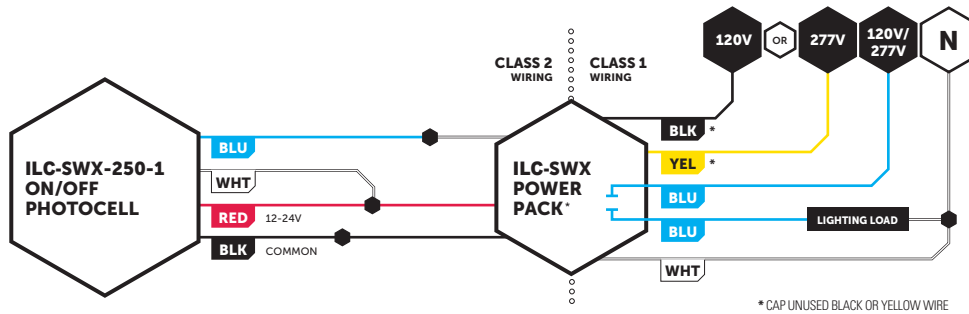 120V
OR
277V
120V/
277V
N
CLASS 2
WIRING
CLASS 1
WIRING
ILC-SWX-250-1
ON/OFF
PHOTOCELL
BLU
WHT
RED 12-24V
BLK COMMON
ILC-SWX
POWER
PACK*
BLK *
YEL *
BLU
BLU
LIGHTING LOAD
WHT
* CAP UNUSED BLACK OR YELLOW WIRE